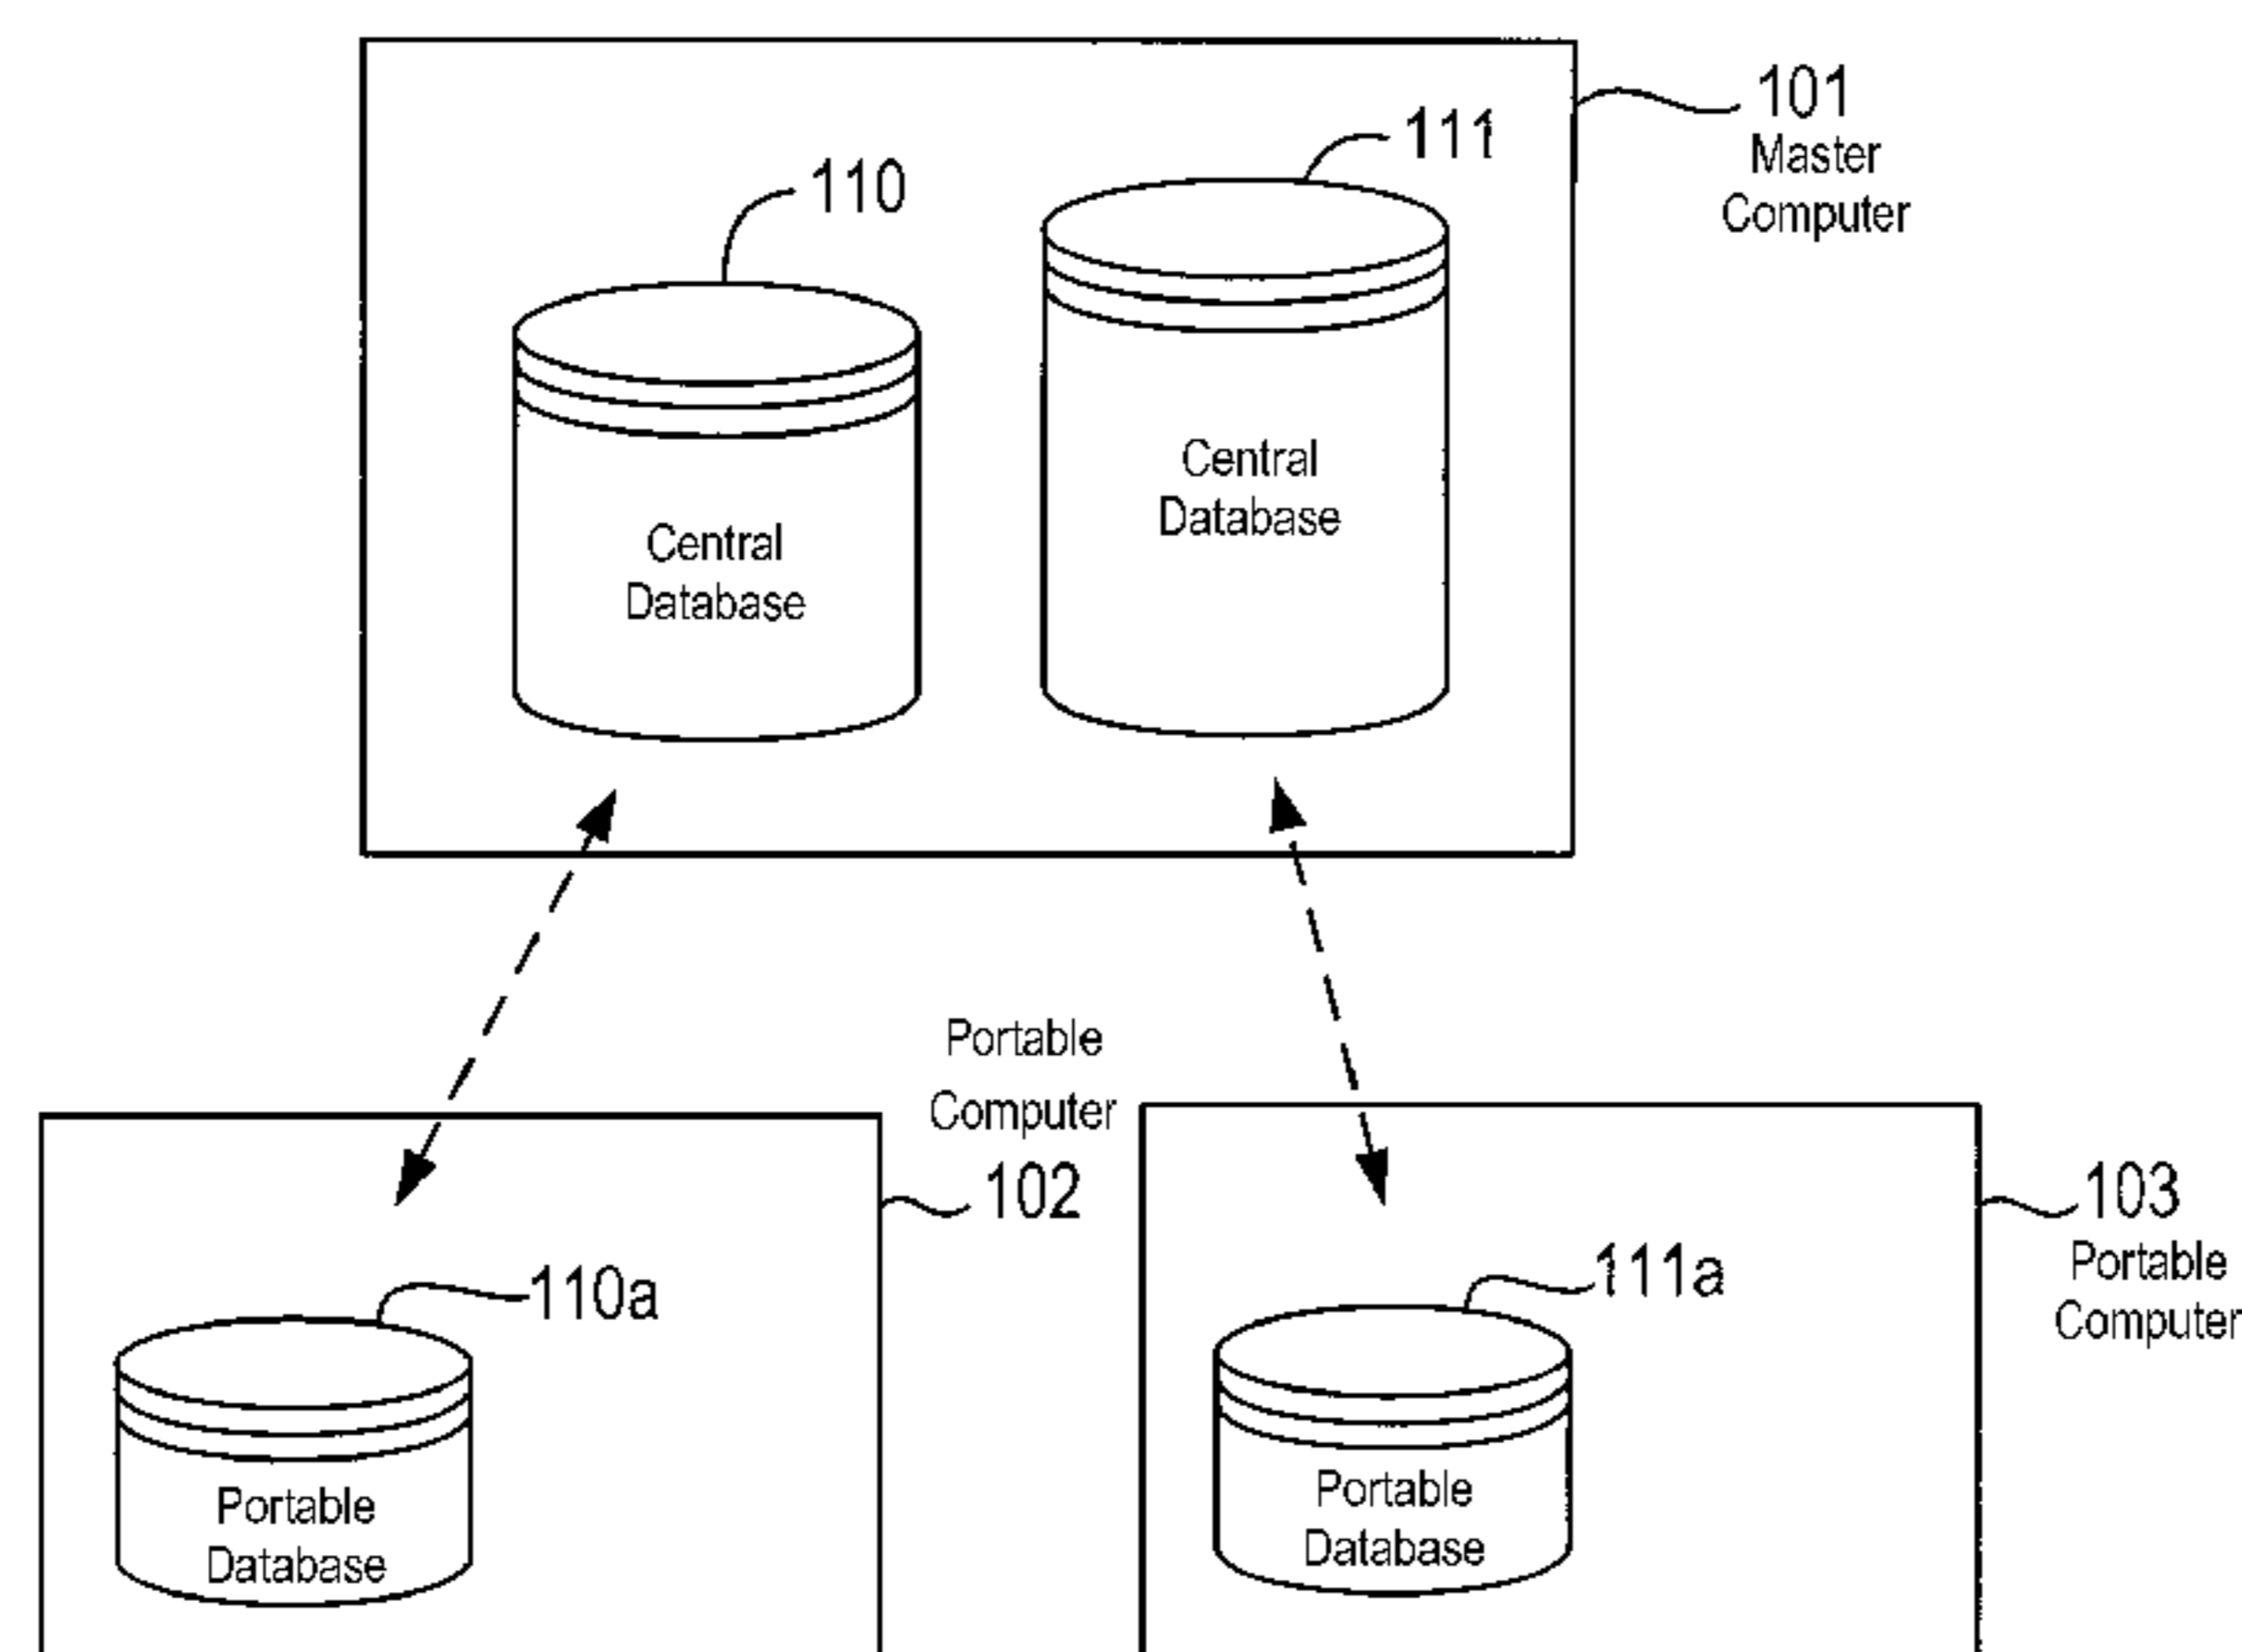 101
Master
Computer
111
110
Central
Database
Central
Database
Portable
Computer
102
103
Portable
Computer
110a
111a
Portable
Database
Portable
Database